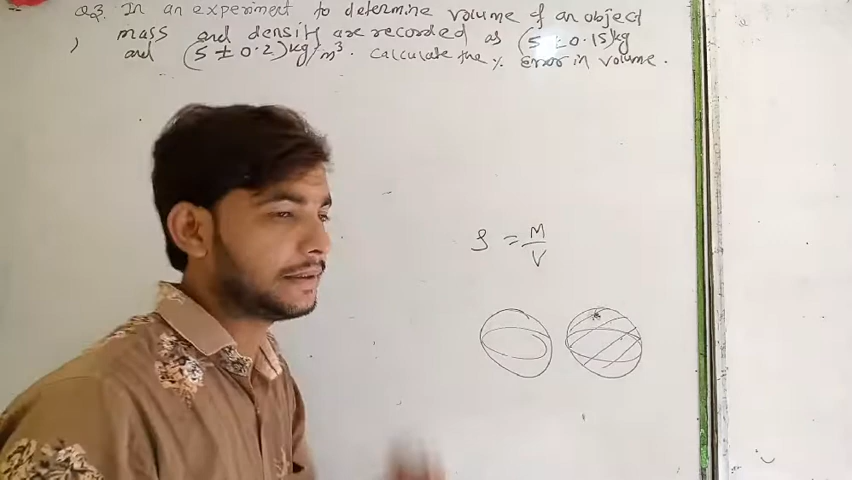 Q3. In an experiment to determine volume of an object
, mass and density are recorded as (5 ± 0.15)kg
and (5 ± 0.2)kg/m³. calculate the % Error in volume.
ρ = M/V